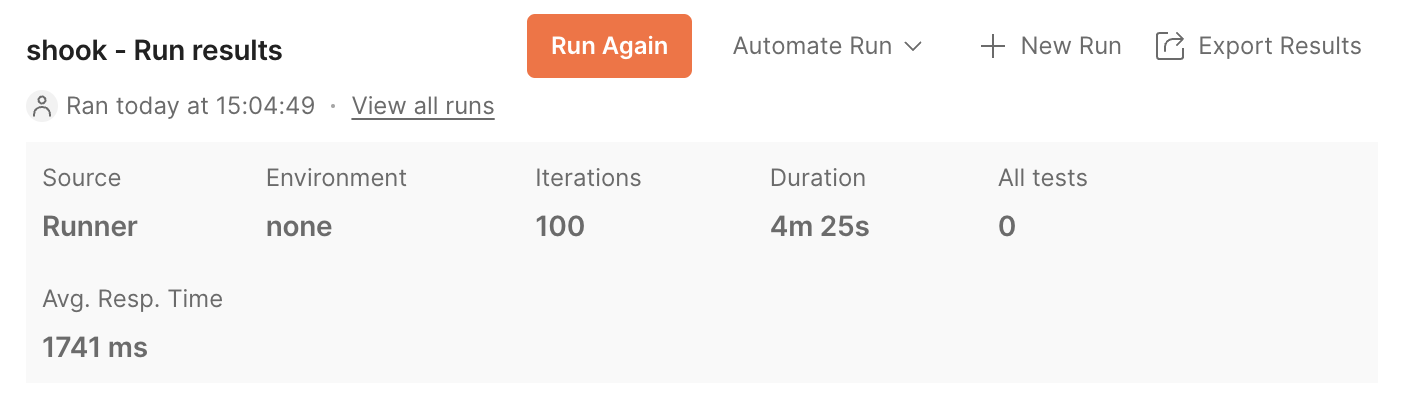 shook - Run results
Run Again
Automate Run
New Run
Export Results
Ran today at 15:04:49 · View all runs
Source Environment Iterations Duration All tests
Runner none 100 4m 25s 0
Avg. Resp. Time
1741 ms